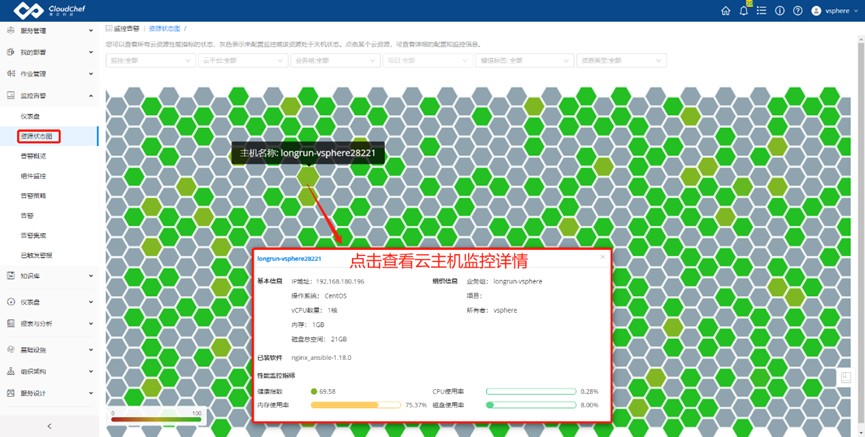 CloudChef
vsphere
服务管理
我的部署
作业管理
监控告警
仪表盘
资源状态图
告警概览
组件监控
告警策略
告警
告警集成
已触发警报
知识库
仪表盘
报表与分析
基础设施
组织架构
服务设计
监控告警 / 资源状态图 /
您可以查看所有云资源性能指标的状态，灰色表示未配置监控或该资源处于关机状态。点击某个云资源，可查看详细的配置和监控信息。
监控:全部 云平台:全部 业务组:全部 项目:全部 健值标签: 全部 资源类型:全部
主机名称: longrun-vsphere28221
longrun-vsphere28221 点击查看云主机监控详情
基本信息 IP地址: 192.168.180.196 组织信息 业务组: longrun-vsphere
操作系统: CentOS 项目:
vCPU数量: 1核 所有者: vsphere
内存: 1GB
磁盘总空间: 21GB
已装软件 nginx_ansible-1.18.0
性能监控指标
健康指数 69.58 CPU使用率 0.28%
内存使用率 75.37% 磁盘使用率 8.00%
0 100